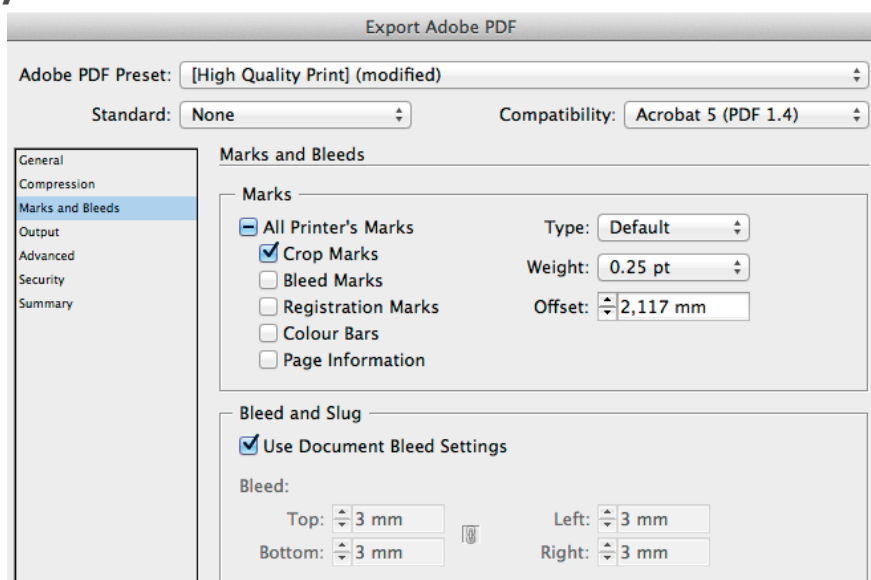 Export Adobe PDF
Adobe PDF Preset: [High Quality Print] (modified)
Standard: None Compatibility: Acrobat 5 (PDF 1.4)
General
Compression
Marks and Bleeds
Output
Advanced
Security
Summary
Marks and Bleeds
Marks
All Printer's Marks Type: Default
Crop Marks
Bleed Marks Weight: 0.25 pt
Registration Marks Offset: 2,117 mm
Colour Bars
Page Information
Bleed and Slug
Use Document Bleed Settings
Bleed:
Top: 3 mm Left: 3 mm
Bottom: 3 mm Right: 3 mm